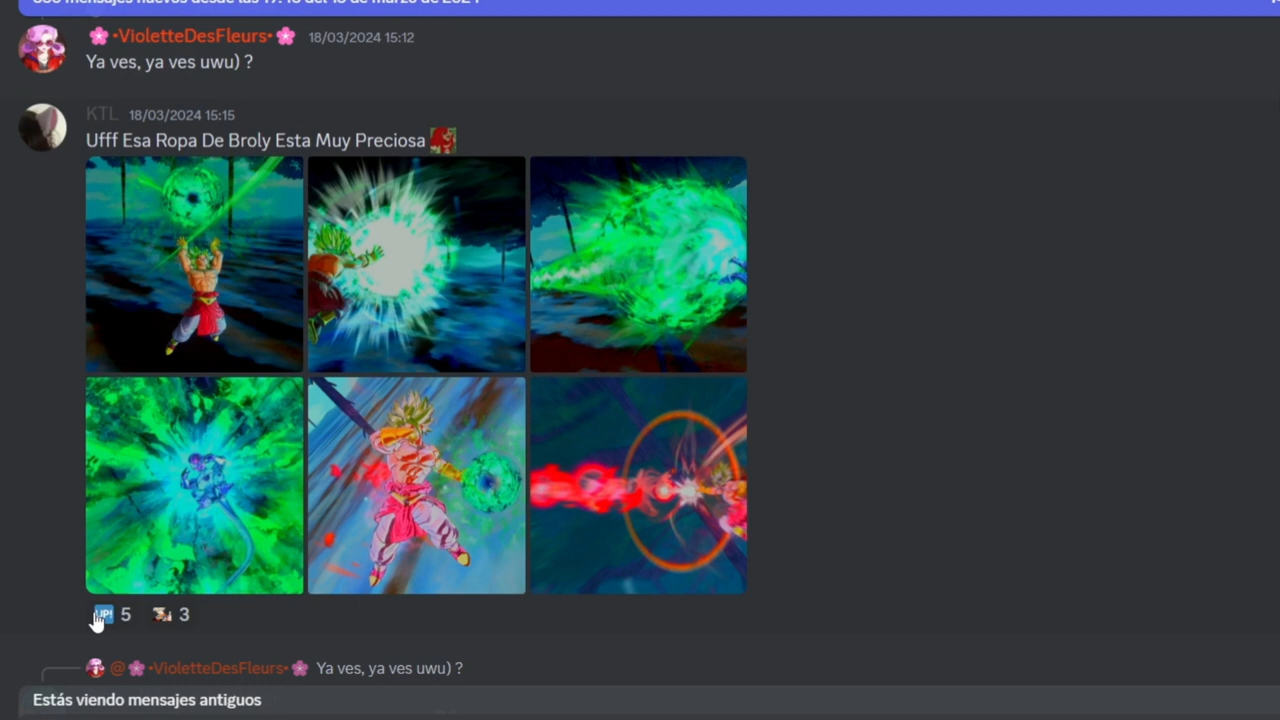 •VioletteDesFleurs• 18/03/2024 15:12
Ya ves, ya ves uwu) ?
KTL 18/03/2024 15:15
Ufff Esa Ropa De Broly Esta Muy Preciosa
UP! 5 3
@ •VioletteDesFleurs• Ya ves, ya ves uwu) ?
Estás viendo mensajes antiguos